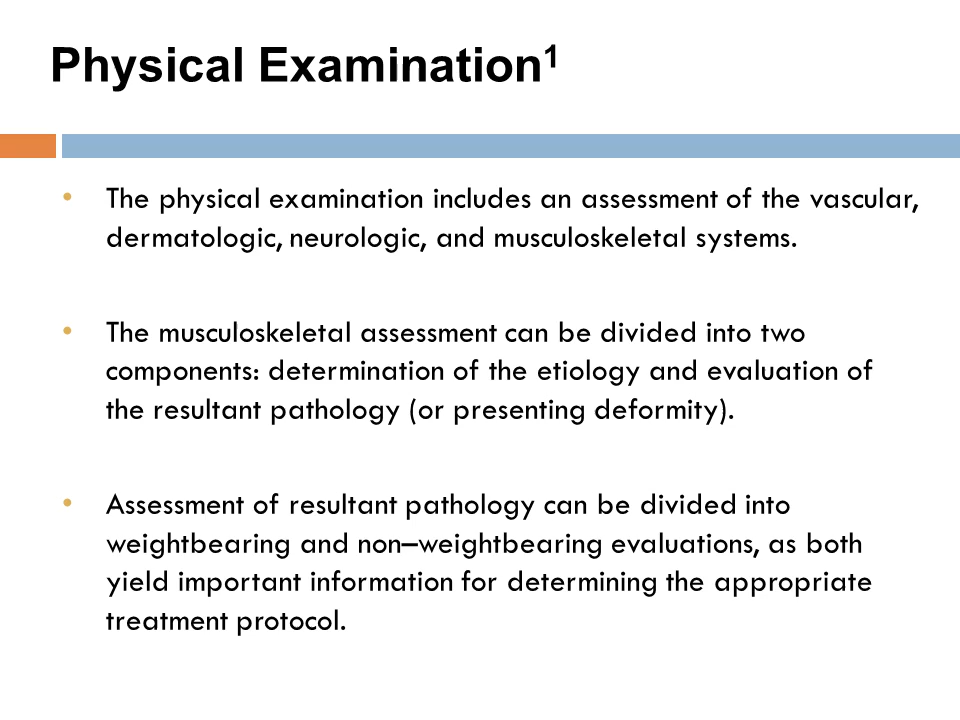 Physical Examination¹
• The physical examination includes an assessment of the vascular,
dermatologic, neurologic, and musculoskeletal systems.
• The musculoskeletal assessment can be divided into two
components: determination of the etiology and evaluation of
the resultant pathology (or presenting deformity).
• Assessment of resultant pathology can be divided into
weightbearing and non–weightbearing evaluations, as both
yield important information for determining the appropriate
treatment protocol.